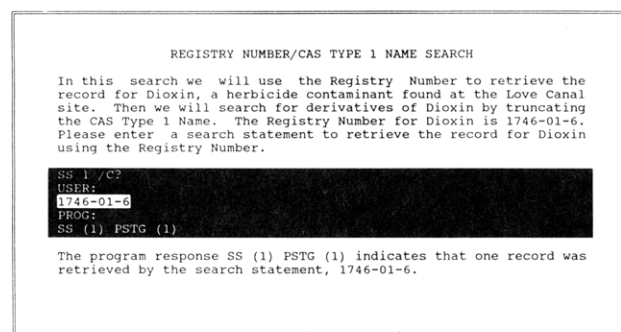 REGISTRY NUMBER/CAS TYPE 1 NAME SEARCH
In this search we will use the Registry Number to retrieve the
record for Dioxin, a herbicide contaminant found at the Love Canal
site. Then we will search for derivatives of Dioxin by truncating
the CAS Type 1 Name. The Registry Number for Dioxin is 1746-01-6.
Please enter a search statement to retrieve the record for Dioxin
using the Registry Number.
SS 1 /C?
USER:
1746-01-6
PROG:
SS (1) PSTG (1)
The program response SS (1) PSTG (1) indicates that one record was
retrieved by the search statement, 1746-01-6.